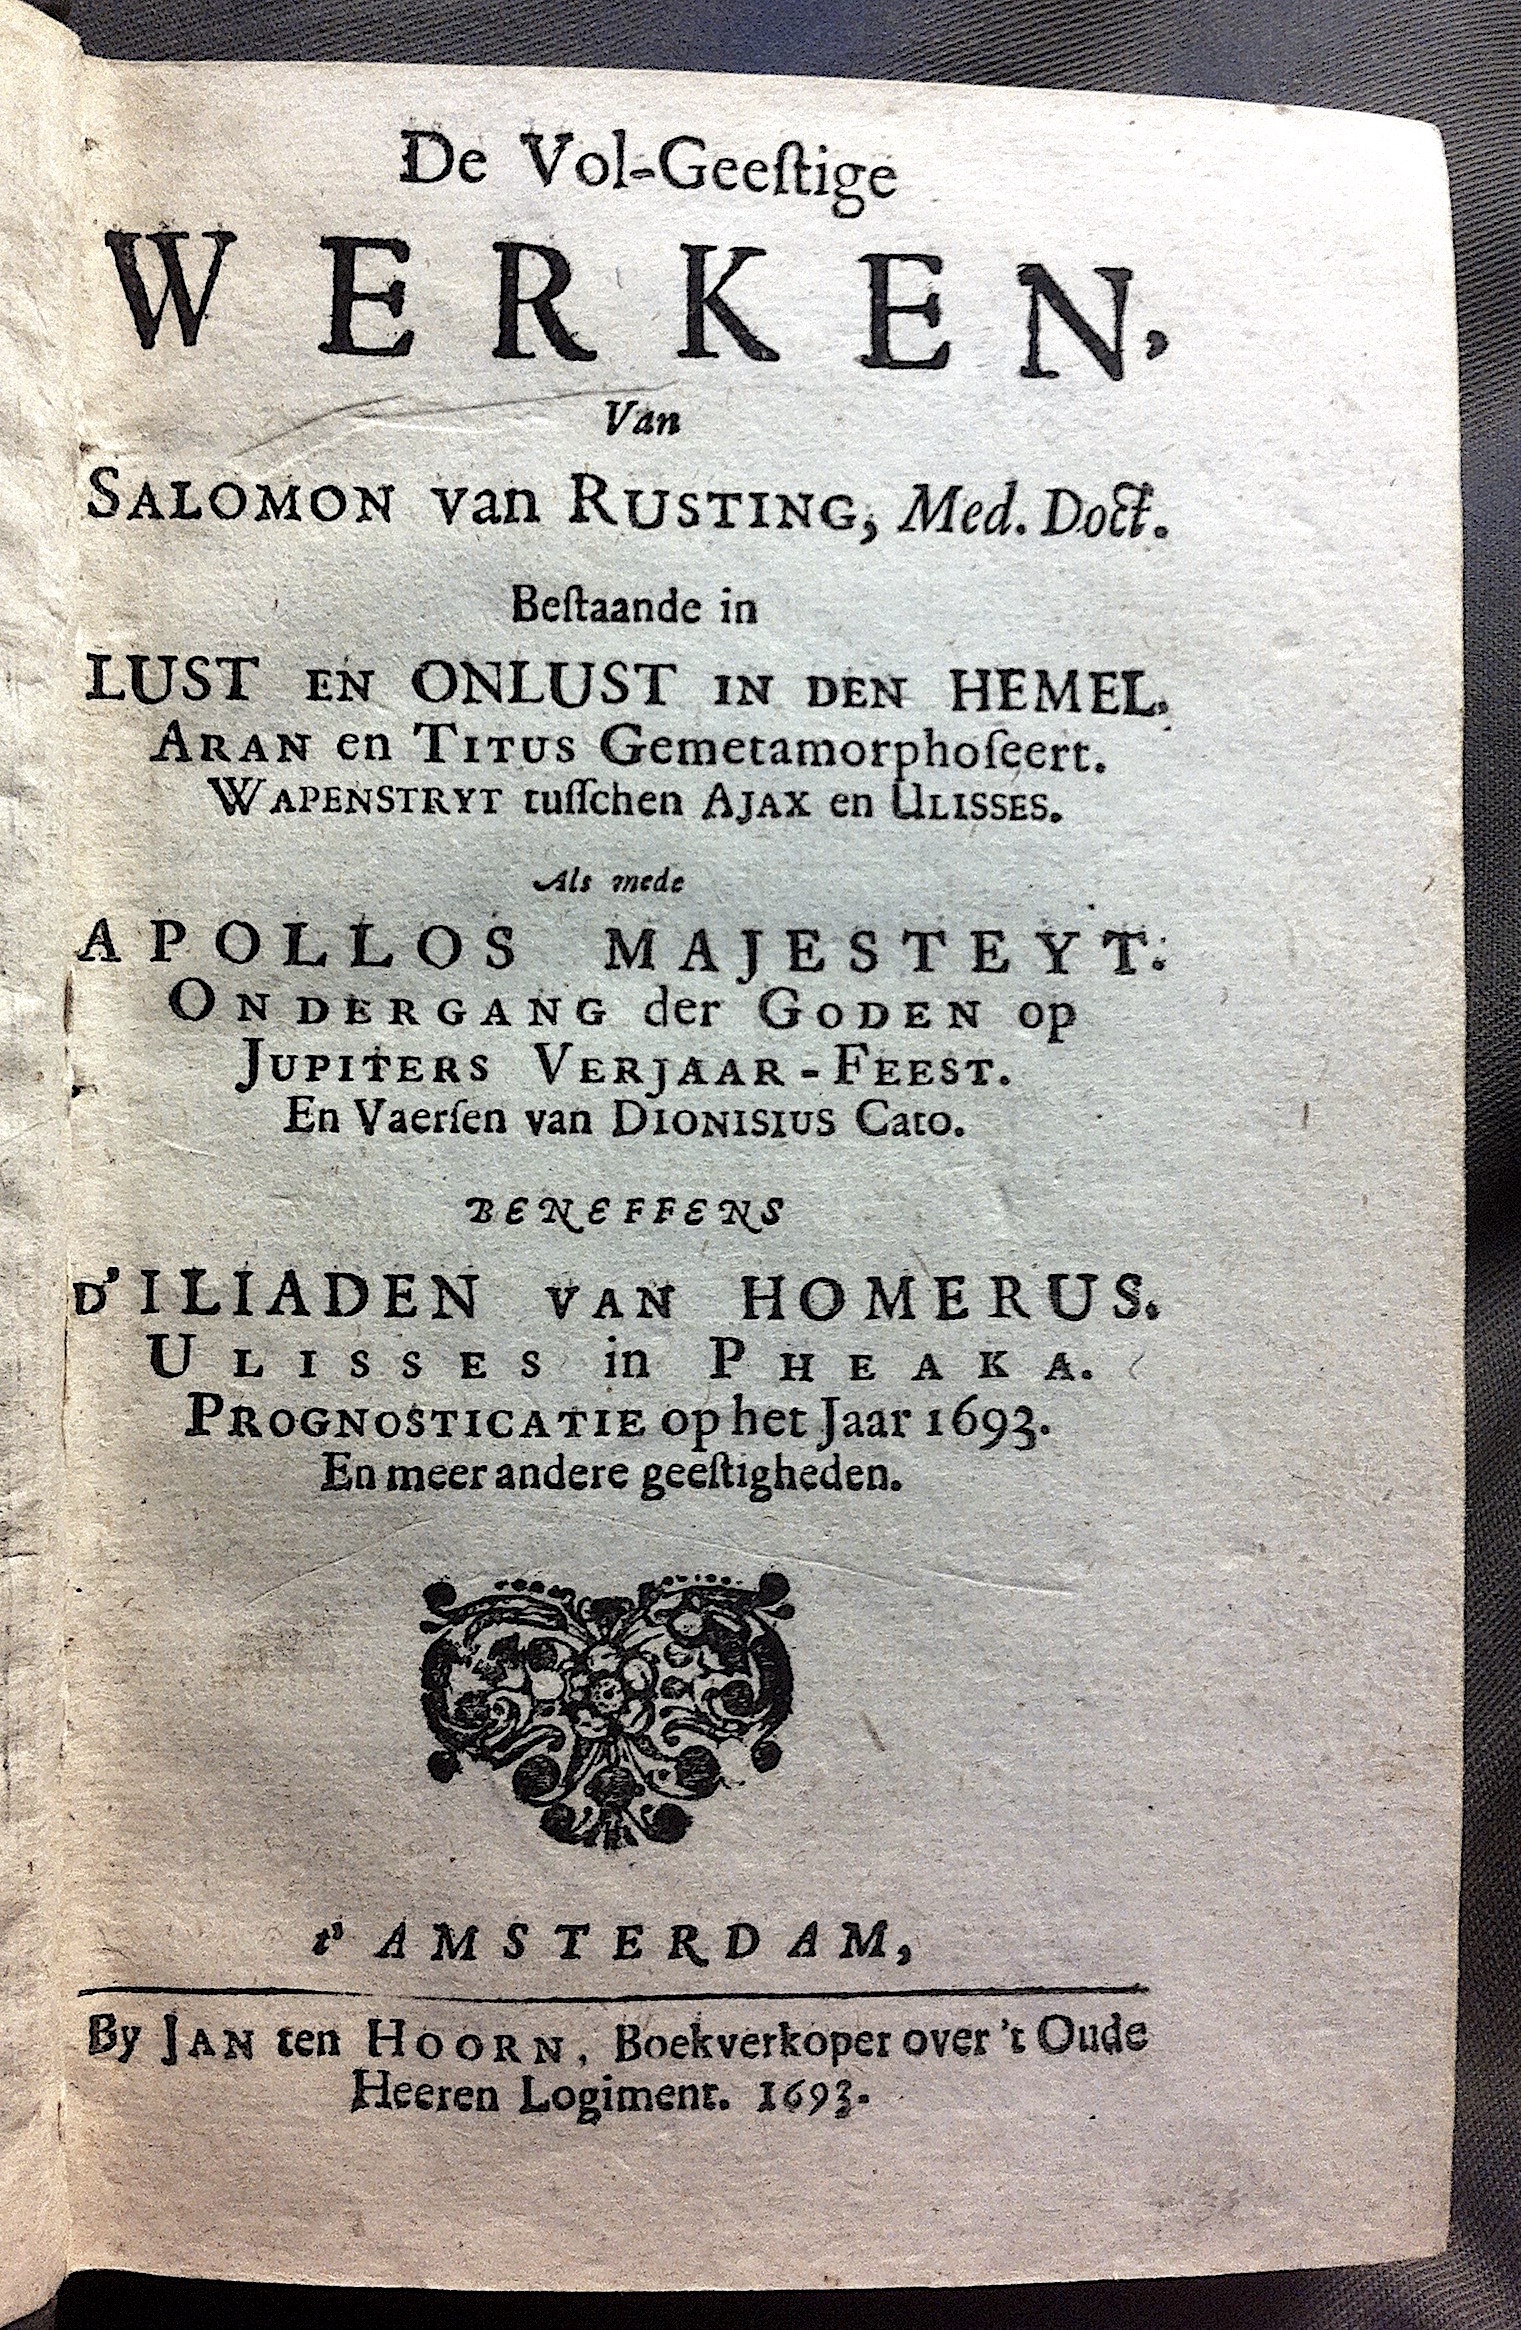 De Vol-Geeſtige
WERKEN,
Van
SALOMON van RUSTING, Med. Doct.
Beſtaande in
LUST EN ONLUST IN DEN HEMEL.
ARAN en TITUS Gemetamorphoſeert.
WAPENSTRYT tuſſchen AJAX en ULISSES.
Als mede
APOLLOS MAJESTEYT.
ONDERGANG der GODEN op
JUPITERS VERJAAR-FEEST.
En Vaerſen van DIONISIUS Cato.
BENEFFENS
D'ILIADEN VAN HOMERUS.
ULISSES in PHEAKA.
PROGNOSTICATIE op het Jaar 1693.
En meer andere geeſtigheden.
t' AMSTERDAM,
By JAN ten HOORN, Boekverkoper over 't Oude
Heeren Logiment. 1693.